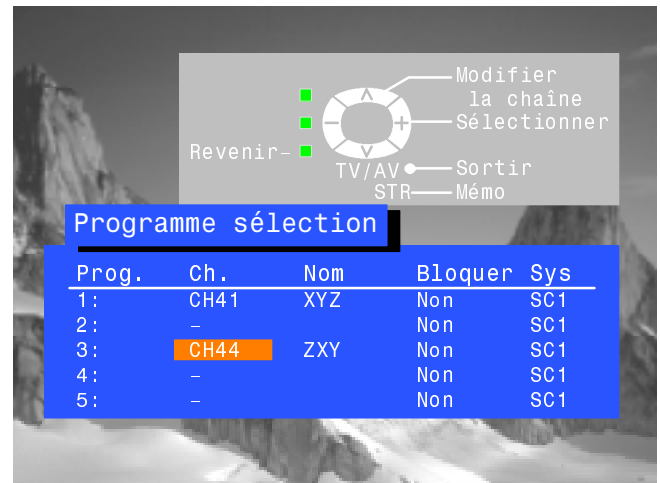 Modifier
la chaîne
Sélectionner
Revenir
TV/AV Sortir
STR Mémo
Programme sélection
Prog. Ch. Nom Bloquer Sys
1: CH41 XYZ Non SC1
2: – Non SC1
3: CH44 ZXY Non SC1
4: – Non SC1
5: – Non SC1